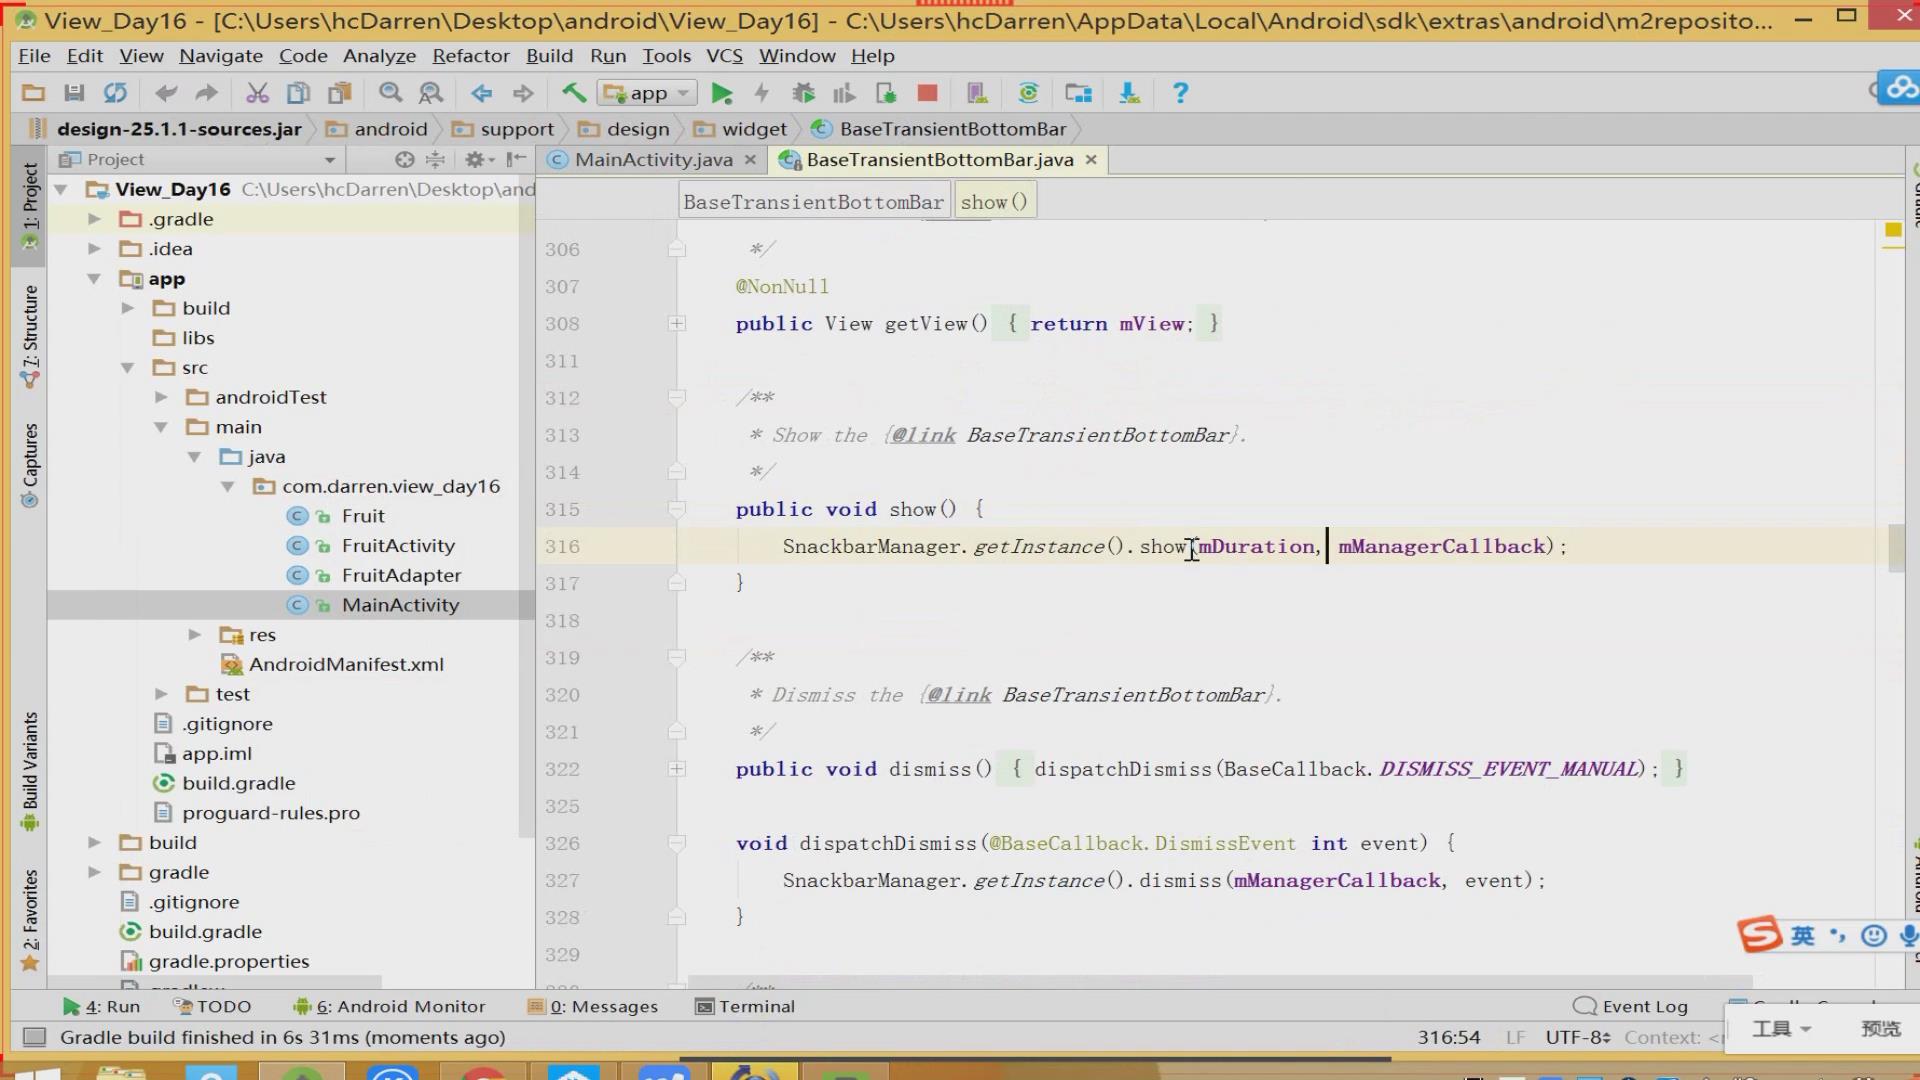 View_Day16 - [C:\Users\hcDarren\Desktop\android\View_Day16] - C:\Users\hcDarren\AppData\Local\Android\sdk\extras\android\m2reposito...
File Edit View Navigate Code Analyze Refactor Build Run Tools VCS Window Help
app
design-25.1.1-sources.jar android support design widget BaseTransientBottomBar
Project
MainActivity.java BaseTransientBottomBar.java
BaseTransientBottomBar show()
1: Project
7: Structure
Captures
Build Variants
2: Favorites
View_Day16 C:\Users\hcDarren\Desktop\and
.gradle
.idea
app
build
libs
src
androidTest
main
java
com.darren.view_day16
Fruit
FruitActivity
FruitAdapter
MainActivity
res
AndroidManifest.xml
test
.gitignore
app.iml
build.gradle
proguard-rules.pro
build
gradle
.gitignore
build.gradle
gradle.properties
306 */
307 @NonNull
308 public View getView() { return mView; }
311
312 /**
313 * Show the {@link BaseTransientBottomBar}.
314 */
315 public void show() {
316 SnackbarManager.getInstance().show(mDuration, mManagerCallback);
317 }
318
319 /**
320 * Dismiss the {@link BaseTransientBottomBar}.
321 */
322 public void dismiss() { dispatchDismiss(BaseCallback.DISMISS_EVENT_MANUAL); }
325
326 void dispatchDismiss(@BaseCallback.DismissEvent int event) {
327 SnackbarManager.getInstance().dismiss(mManagerCallback, event);
328 }
329
英
4: Run TODO 6: Android Monitor 0: Messages Terminal Event Log
Gradle build finished in 6s 31ms (moments ago) 316:54 LF UTF-8 Context:
工具 预览